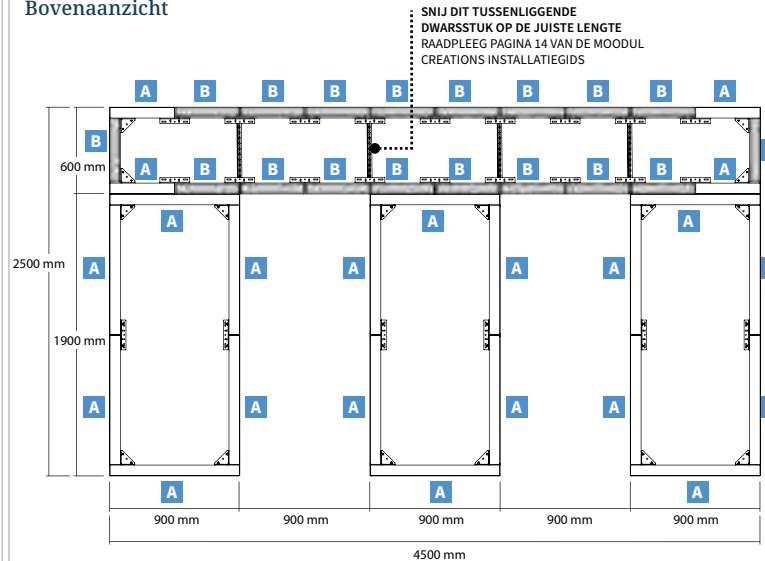 Bovenaanzicht
SNIJ DIT TUSSENLIGGENDE
DWARSSTUK OP DE JUISTE LENGTE
RAADPLEEG PAGINA 14 VAN DE MOODUL
CREATIONS INSTALLATIEGIDS
A B B B B B B B B A
B
600 mm
A B B B B B B B B A
A A A
2500 mm
A A A A A
1900 mm
A A A A A
A A A
900 mm 900 mm 900 mm 900 mm 900 mm
4500 mm